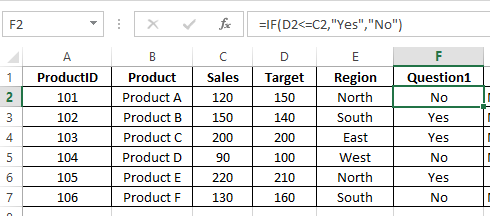 F2 fx =IF(D2<=C2,"Yes","No")
A B C D E F
1 ProductID Product Sales Target Region Question1
2 101 Product A 120 150 North No
3 102 Product B 150 140 South Yes
4 103 Product C 200 200 East Yes
5 104 Product D 90 100 West No
6 105 Product E 220 210 North Yes
7 106 Product F 130 160 South No